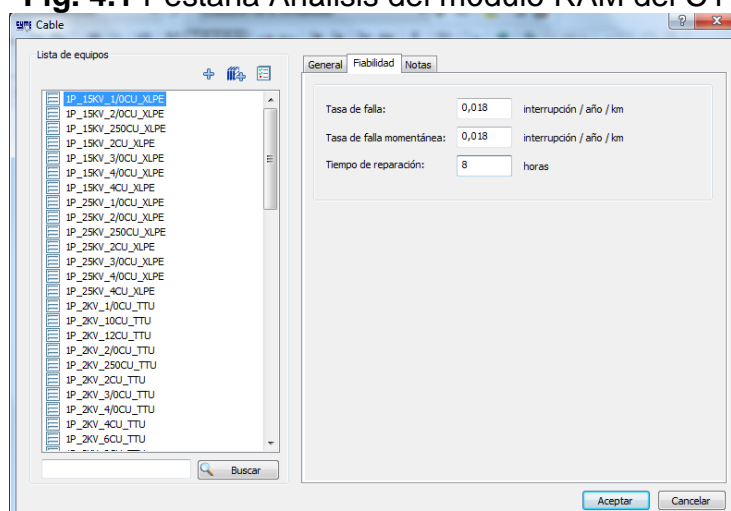 Fig. 4.1 Pestaña Análisis del módulo RAM del CY
Cable
Lista de equipos
1P_15KV_1/0CU_XLPE
1P_15KV_2/0CU_XLPE
1P_15KV_250CU_XLPE
1P_15KV_2CU_XLPE
1P_15KV_3/0CU_XLPE
1P_15KV_4/0CU_XLPE
1P_15KV_4CU_XLPE
1P_25KV_1/0CU_XLPE
1P_25KV_2/0CU_XLPE
1P_25KV_250CU_XLPE
1P_25KV_2CU_XLPE
1P_25KV_3/0CU_XLPE
1P_25KV_4/0CU_XLPE
1P_25KV_4CU_XLPE
1P_2KV_1/0CU_TTU
1P_2KV_10CU_TTU
1P_2KV_12CU_TTU
1P_2KV_2/0CU_TTU
1P_2KV_250CU_TTU
1P_2KV_2CU_TTU
1P_2KV_3/0CU_TTU
1P_2KV_4/0CU_TTU
1P_2KV_4CU_TTU
1P_2KV_6CU_TTU
Buscar
General Fiabilidad Notas
Tasa de falla: 0,018 interrupción / año / km
Tasa de falla momentánea: 0,018 interrupción / año / km
Tiempo de reparación: 8 horas
Aceptar Cancelar